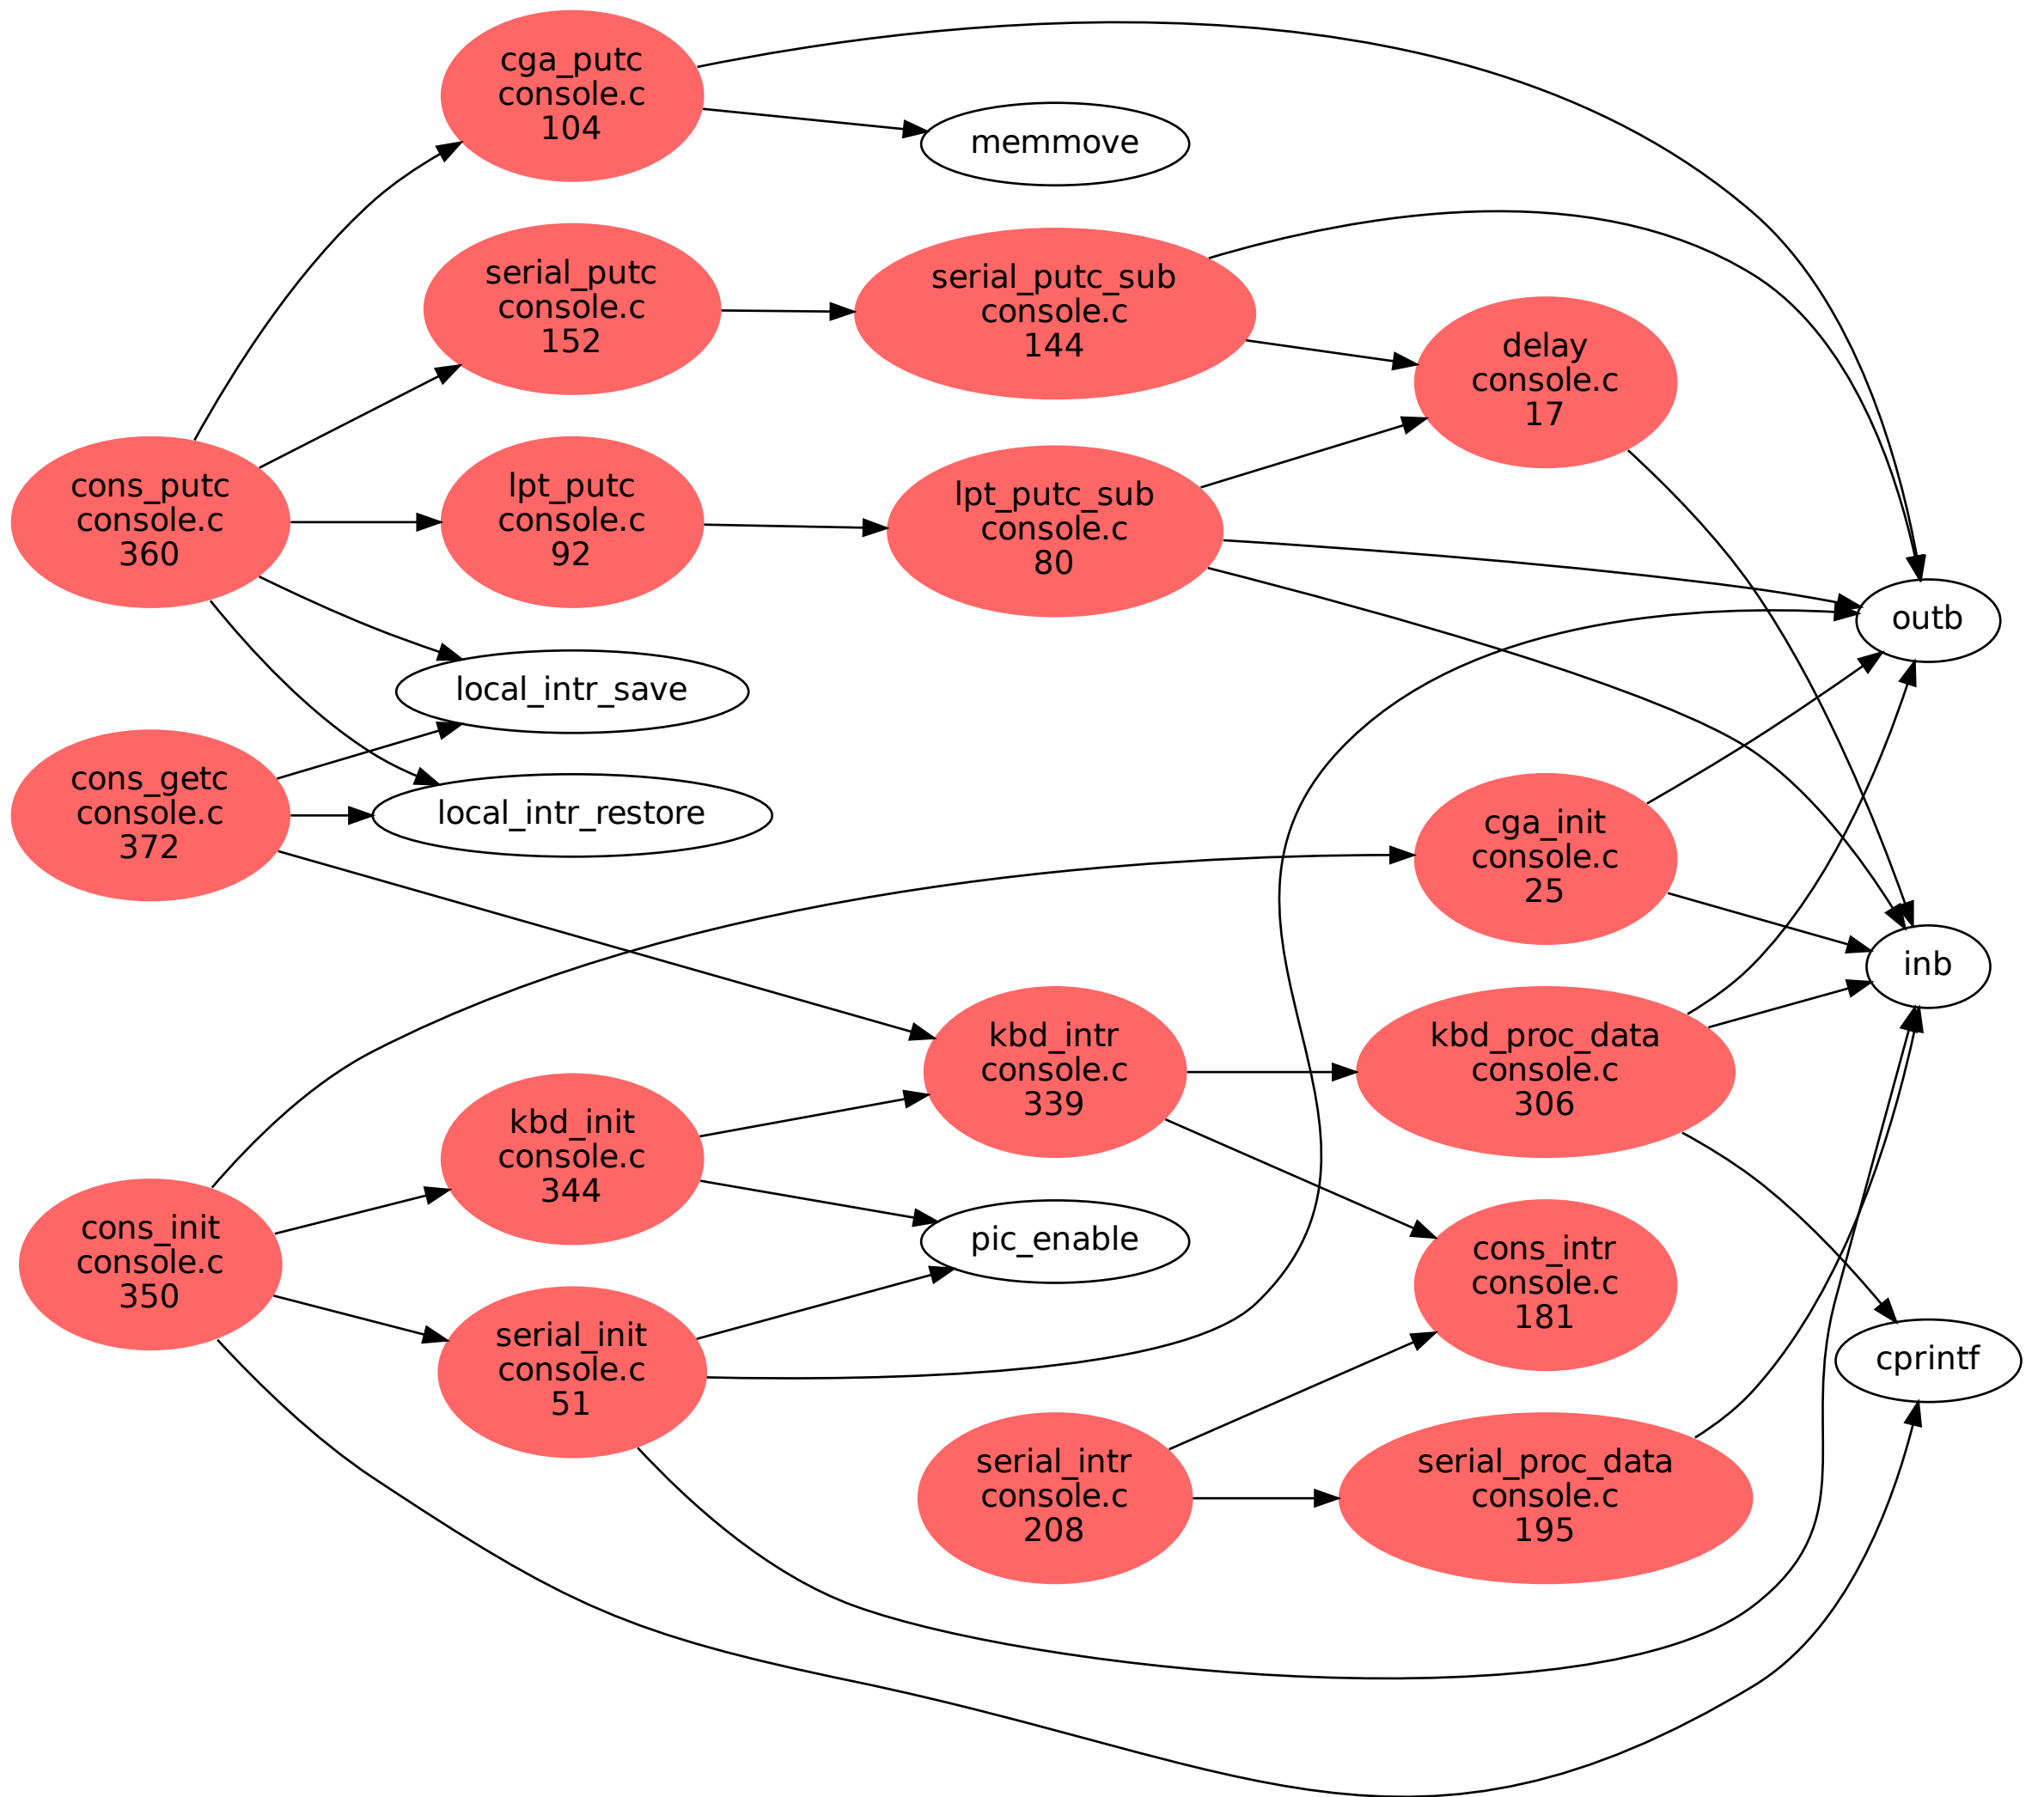 cga_putc
console.c
104
memmove
serial_putc
console.c
152
serial_putc_sub
console.c
144
delay
console.c
17
cons_putc
console.c
360
lpt_putc
console.c
92
lpt_putc_sub
console.c
80
outb
local_intr_save
cons_getc
console.c
372
local_intr_restore
cga_init
console.c
25
inb
kbd_intr
console.c
339
kbd_proc_data
console.c
306
kbd_init
console.c
344
cons_init
console.c
350
pic_enable
cons_intr
console.c
181
serial_init
console.c
51
cprintf
serial_intr
console.c
208
serial_proc_data
console.c
195